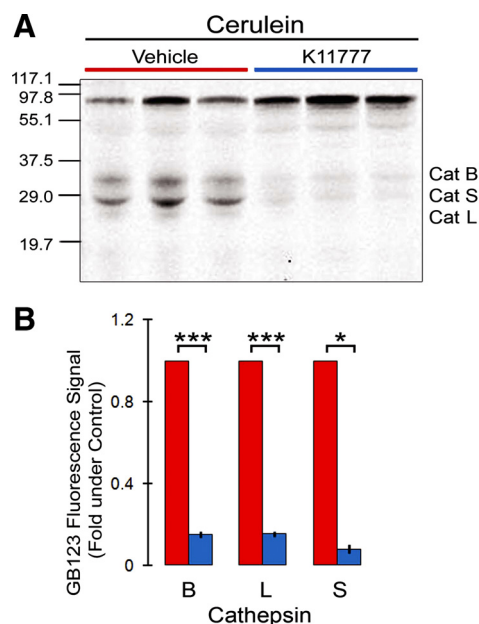 A
Cerulein
Vehicle K11777
117.1
97.8
55.1
37.5
29.0
19.7
Cat B
Cat S
Cat L
B
GB123 Fluorescence Signal
(Fold under Control)
1.2
0.8
0.4
0
*** *** *
B L S
Cathepsin